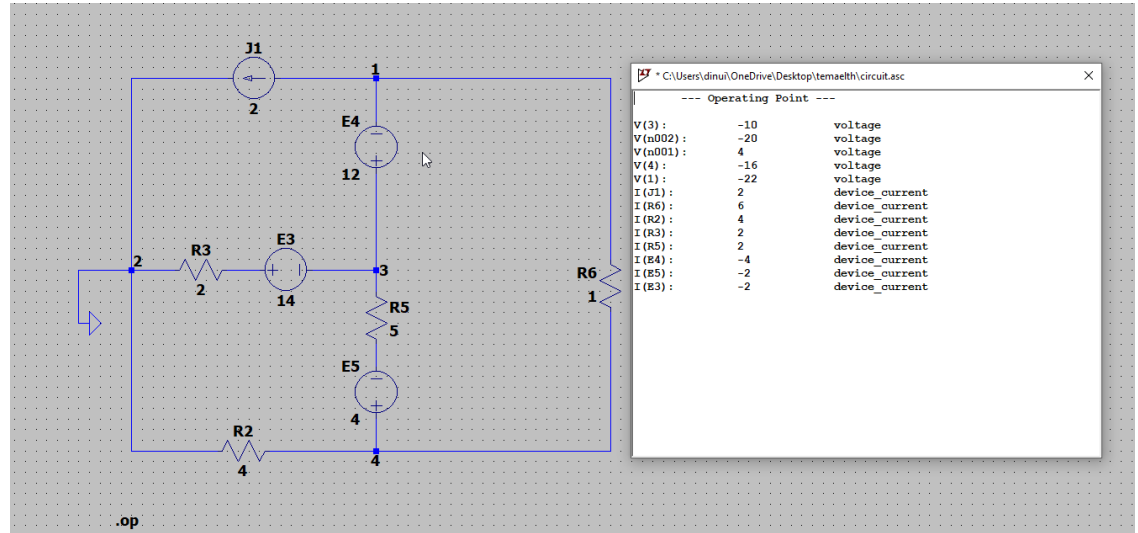 J1
2
1
E4
12
2
R3
2
E3
14
3
R6
1
R5
5
E5
4
R2
4
4
.op
* C:\Users\dinui\OneDrive\Desktop\temaelth\circuit.asc
--- Operating Point ---
V(3): -10 voltage
V(n002): -20 voltage
V(n001): 4 voltage
V(4): -16 voltage
V(1): -22 voltage
I(J1): 2 device_current
I(R6): 6 device_current
I(R2): 4 device_current
I(R3): 2 device_current
I(R5): 2 device_current
I(E4): -4 device_current
I(E5): -2 device_current
I(E3): -2 device_current